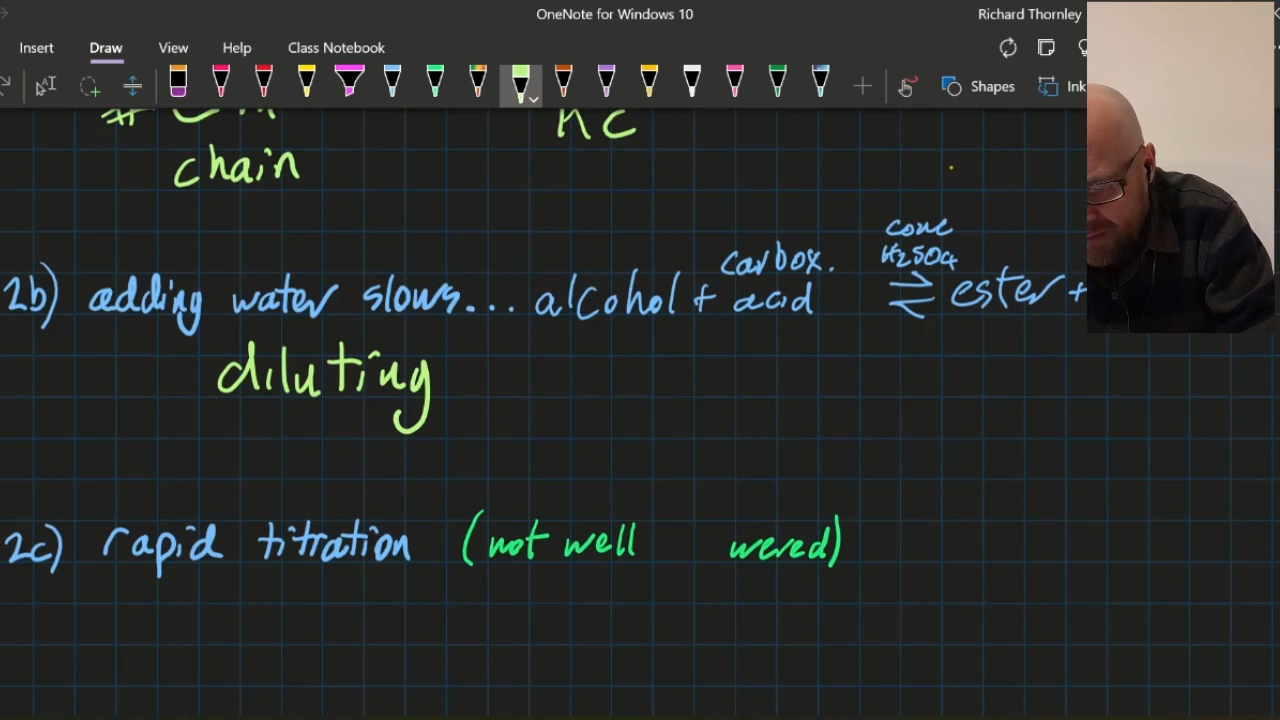 OneNote for Windows 10
Richard Thornley
Insert Draw View Help Class Notebook
Shapes
Ink
chain
2b) adding water slows... alcohol + carbox. acid conc H2SO4 ⇌ ester +
diluting
2c) rapid titration (not well wered)